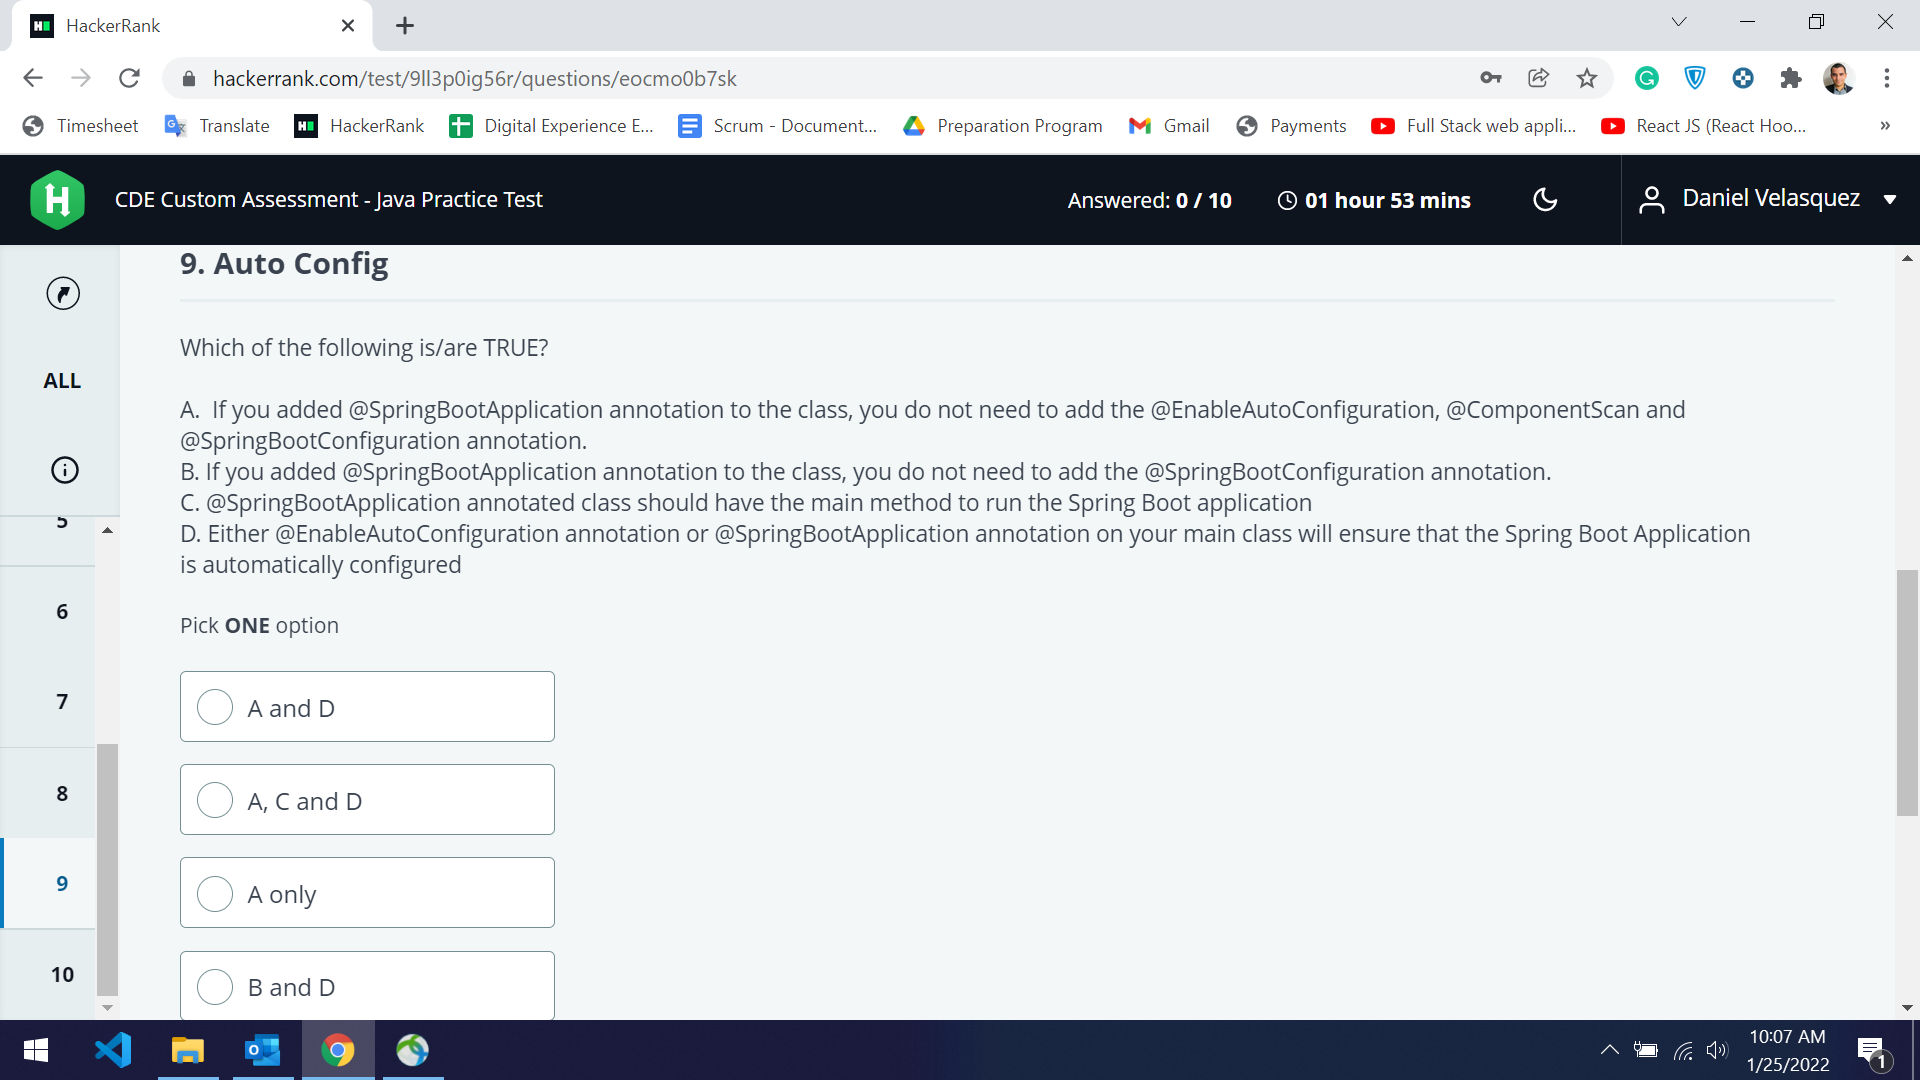 HackerRank
hackerrank.com/test/9ll3p0ig56r/questions/eocmo0b7sk
Timesheet Translate HackerRank Digital Experience E... Scrum - Document... Preparation Program Gmail Payments Full Stack web appli... React JS (React Hoo... »
CDE Custom Assessment - Java Practice Test Answered: 0 / 10 01 hour 53 mins Daniel Velasquez
9. Auto Config
Which of the following is/are TRUE?
ALL
A. If you added @SpringBootApplication annotation to the class, you do not need to add the @EnableAutoConfiguration, @ComponentScan and
@SpringBootConfiguration annotation.
B. If you added @SpringBootApplication annotation to the class, you do not need to add the @SpringBootConfiguration annotation.
C. @SpringBootApplication annotated class should have the main method to run the Spring Boot application
D. Either @EnableAutoConfiguration annotation or @SpringBootApplication annotation on your main class will ensure that the Spring Boot Application
is automatically configured
Pick ONE option
A and D
A, C and D
A only
B and D
5
6
7
8
9
10
10:07 AM
1/25/2022
1